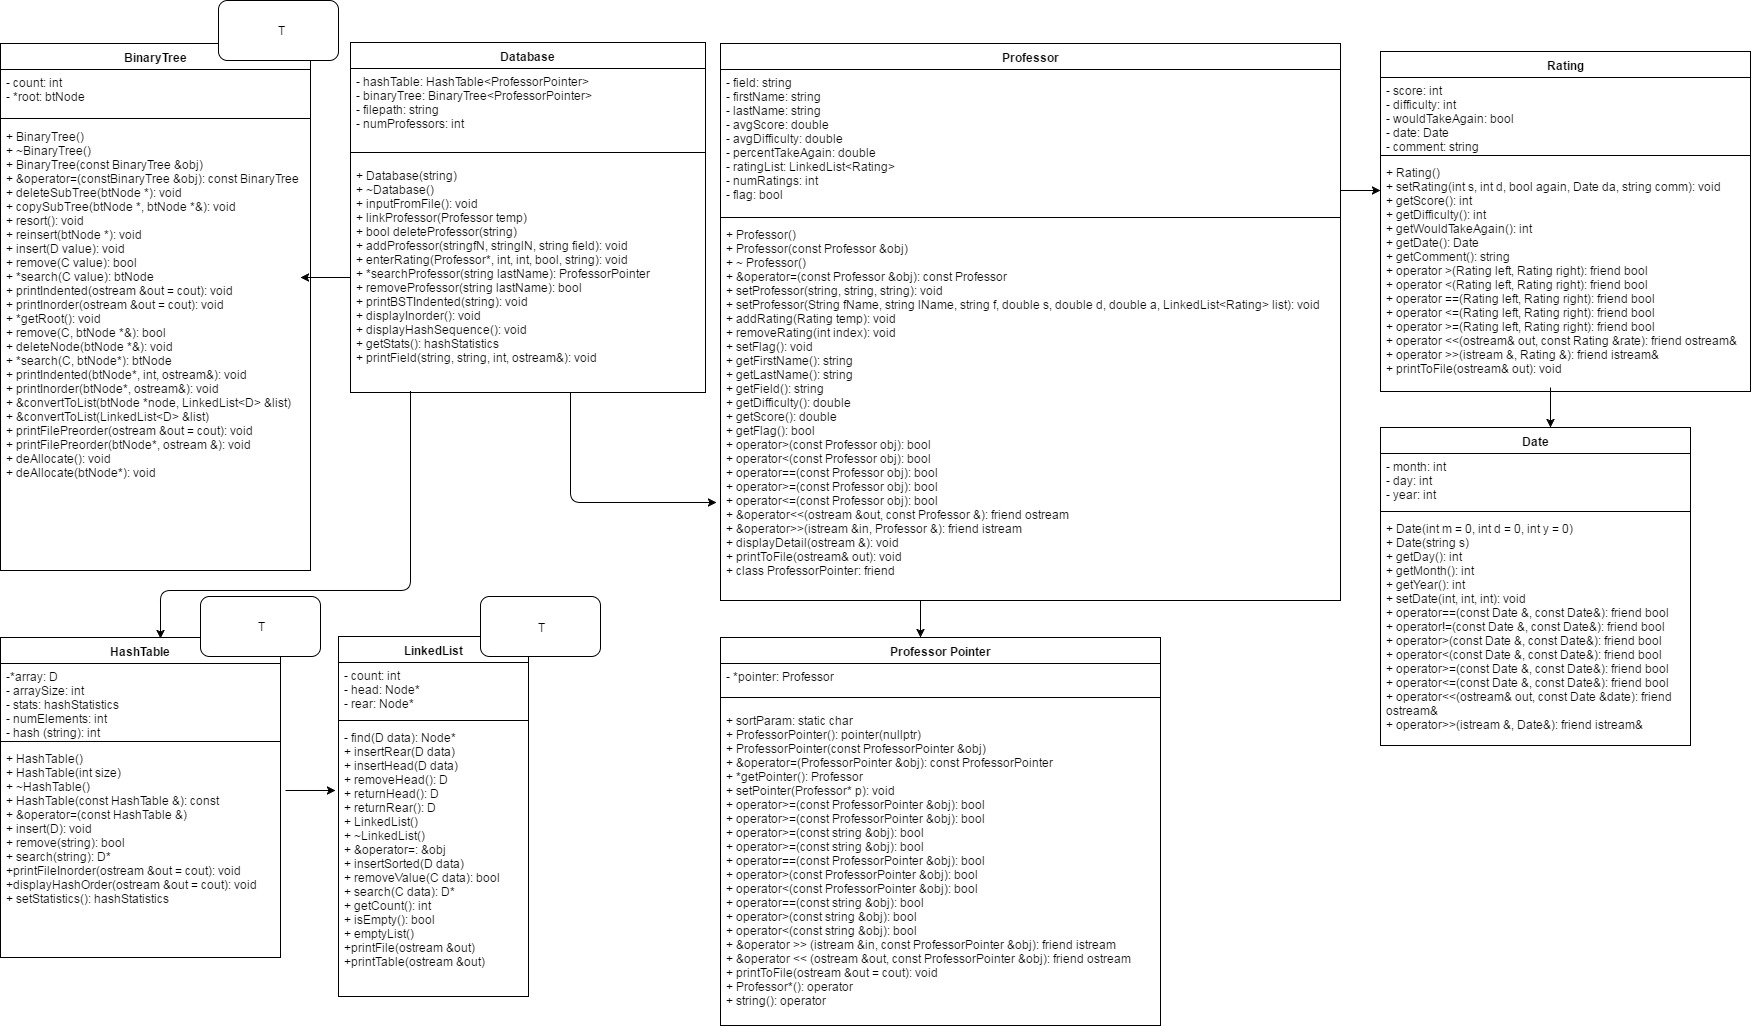 T
BinaryTree
- count: int
- *root: btNode
+ BinaryTree()
+ ~BinaryTree()
+ BinaryTree(const BinaryTree &obj)
+ &operator=(constBinaryTree &obj): const BinaryTree
+ deleteSubTree(btNode *): void
+ copySubTree(btNode *, btNode *&): void
+ resort(): void
+ reinsert(btNode *): void
+ insert(D value): void
+ remove(C value): bool
+ *search(C value): btNode
+ printIndented(ostream &out = cout): void
+ printInorder(ostream &out = cout): void
+ *getRoot(): void
+ remove(C, btNode *&): bool
+ deleteNode(btNode *&): void
+ *search(C, btNode*): btNode
+ printIndented(btNode*, int, ostream&): void
+ printInorder(btNode*, ostream&): void
+ &convertToList(btNode *node, LinkedList<D> &list)
+ &convertToList(LinkedList<D> &list)
+ printFilePreorder(ostream &out = cout): void
+ printFilePreorder(btNode*, ostream &): void
+ deAllocate(): void
+ deAllocate(btNode*): void
Database
- hashTable: HashTable<ProfessorPointer>
- binaryTree: BinaryTree<ProfessorPointer>
- filepath: string
- numProfessors: int
+ Database(string)
+ ~Database()
+ inputFromFile(): void
+ linkProfessor(Professor temp)
+ bool deleteProfessor(string)
+ addProfessor(stringfN, stringlN, string field): void
+ enterRating(Professor*, int, int, bool, string): void
+ *searchProfessor(string lastName): ProfessorPointer
+ removeProfessor(string lastName): bool
+ printBSTIndented(string): void
+ displayInorder(): void
+ displayHashSequence(): void
+ getStats(): hashStatistics
+ printField(string, string, int, ostream&): void
Professor
- field: string
- firstName: string
- lastName: string
- avgScore: double
- avgDifficulty: double
- percentTakeAgain: double
- ratingList: LinkedList<Rating>
- numRatings: int
- flag: bool
+ Professor()
+ Professor(const Professor &obj)
+ ~ Professor()
+ &operator=(const Professor &obj): const Professor
+ setProfessor(string, string, string): void
+ setProfessor(String fName, string lName, string f, double s, double d, double a, LinkedList<Rating> list): void
+ addRating(Rating temp): void
+ removeRating(int index): void
+ setFlag(): void
+ getFirstName(): string
+ getLastName(): string
+ getField(): string
+ getDifficulty(): double
+ getScore(): double
+ getFlag(): bool
+ operator>(const Professor obj): bool
+ operator<(const Professor obj): bool
+ operator==(const Professor obj): bool
+ operator>=(const Professor obj): bool
+ operator<=(const Professor obj): bool
+ &operator<<(ostream &out, const Professor &): friend ostream
+ &operator>>(istream &in, Professor &): friend istream
+ displayDetail(ostream &): void
+ printToFile(ostream& out): void
+ class ProfessorPointer: friend
Rating
- score: int
- difficulty: int
- wouldTakeAgain: bool
- date: Date
- comment: string
+ Rating()
+ setRating(int s, int d, bool again, Date da, string comm): void
+ getScore(): int
+ getDifficulty(): int
+ getWouldTakeAgain(): int
+ getDate(): Date
+ getComment(): string
+ operator >(Rating left, Rating right): friend bool
+ operator <(Rating left, Rating right): friend bool
+ operator ==(Rating left, Rating right): friend bool
+ operator <=(Rating left, Rating right): friend bool
+ operator >=(Rating left, Rating right): friend bool
+ operator <<(ostream& out, const Rating &rate): friend ostream&
+ operator >>(istream &, Rating &): friend istream&
+ printToFile(ostream& out): void
Date
- month: int
- day: int
- year: int
+ Date(int m = 0, int d = 0, int y = 0)
+ Date(string s)
+ getDay(): int
+ getMonth(): int
+ getYear(): int
+ setDate(int, int, int): void
+ operator==(const Date &, const Date&): friend bool
+ operator!=(const Date &, const Date&): friend bool
+ operator>(const Date &, const Date&): friend bool
+ operator<(const Date &, const Date&): friend bool
+ operator>=(const Date &, const Date&): friend bool
+ operator<=(const Date &, const Date&): friend bool
+ operator<<(ostream& out, const Date &date): friend
ostream&
+ operator>>(istream &, Date&): friend istream&
T
HashTable
-*array: D
- arraySize: int
- stats: hashStatistics
- numElements: int
- hash (string): int
+ HashTable()
+ HashTable(int size)
+ ~HashTable()
+ HashTable(const HashTable &): const
+ &operator=(const HashTable &)
+ insert(D): void
+ remove(string): bool
+ search(string): D*
+printFileInorder(ostream &out = cout): void
+displayHashOrder(ostream &out = cout): void
+ setStatistics(): hashStatistics
T
LinkedList
- count: int
- head: Node*
- rear: Node*
- find(D data): Node*
+ insertRear(D data)
+ insertHead(D data)
+ removeHead(): D
+ returnHead(): D
+ returnRear(): D
+ LinkedList()
+ ~LinkedList()
+ &operator=: &obj
+ insertSorted(D data)
+ removeValue(C data): bool
+ search(C data): D*
+ getCount(): int
+ isEmpty(): bool
+ emptyList()
+printFile(ostream &out)
+printTable(ostream &out)
Professor Pointer
- *pointer: Professor
+ sortParam: static char
+ ProfessorPointer(): pointer(nullptr)
+ ProfessorPointer(const ProfessorPointer &obj)
+ &operator=(ProfessorPointer &obj): const ProfessorPointer
+ *getPointer(): Professor
+ setPointer(Professor* p): void
+ operator>=(const ProfessorPointer &obj): bool
+ operator>=(const ProfessorPointer &obj): bool
+ operator>=(const string &obj): bool
+ operator>=(const string &obj): bool
+ operator==(const ProfessorPointer &obj): bool
+ operator>(const ProfessorPointer &obj): bool
+ operator<(const ProfessorPointer &obj): bool
+ operator==(const string &obj): bool
+ operator>(const string &obj): bool
+ operator<(const string &obj): bool
+ &operator >> (istream &in, const ProfessorPointer &obj): friend istream
+ &operator << (ostream &out, const ProfessorPointer &obj): friend ostream
+ printToFile(ostream &out = cout): void
+ Professor*(): operator
+ string(): operator